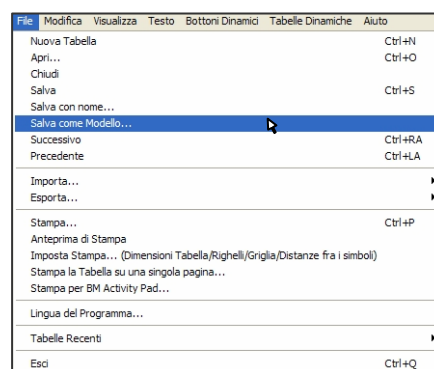 File Modifica Visualizza Testo Bottoni Dinamici Tabelle Dinamiche Aiuto
Nuova Tabella Ctrl+N
Apri... Ctrl+O
Chiudi
Salva Ctrl+S
Salva con nome...
Salva come Modello...
Successivo Ctrl+RA
Precedente Ctrl+LA
Importa...
Esporta...
Stampa... Ctrl+P
Anteprima di Stampa
Imposta Stampa... (Dimensioni Tabella/Righelli/Griglia/Distanze fra i simboli)
Stampa la Tabella su una singola pagina...
Stampa per BM Activity Pad...
Lingua del Programma...
Tabelle Recenti
Esci Ctrl+Q